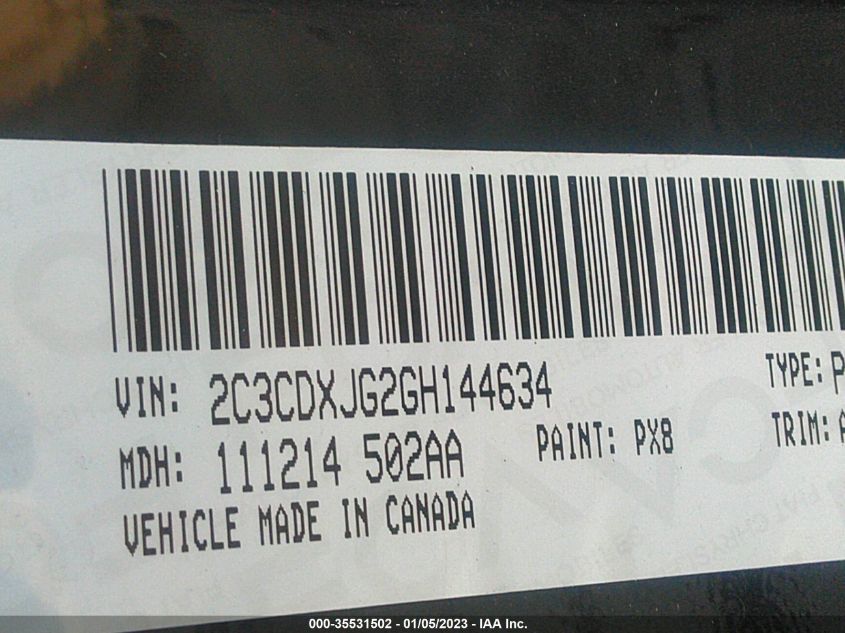 VIN: 2C3CDXJG2GH144634 TYPE: P
MDH: 111214 502AA PAINT: PX8 TRIM: A
VEHICLE MADE IN CANADA
000-35531502 - 01/05/2023 - IAA Inc.